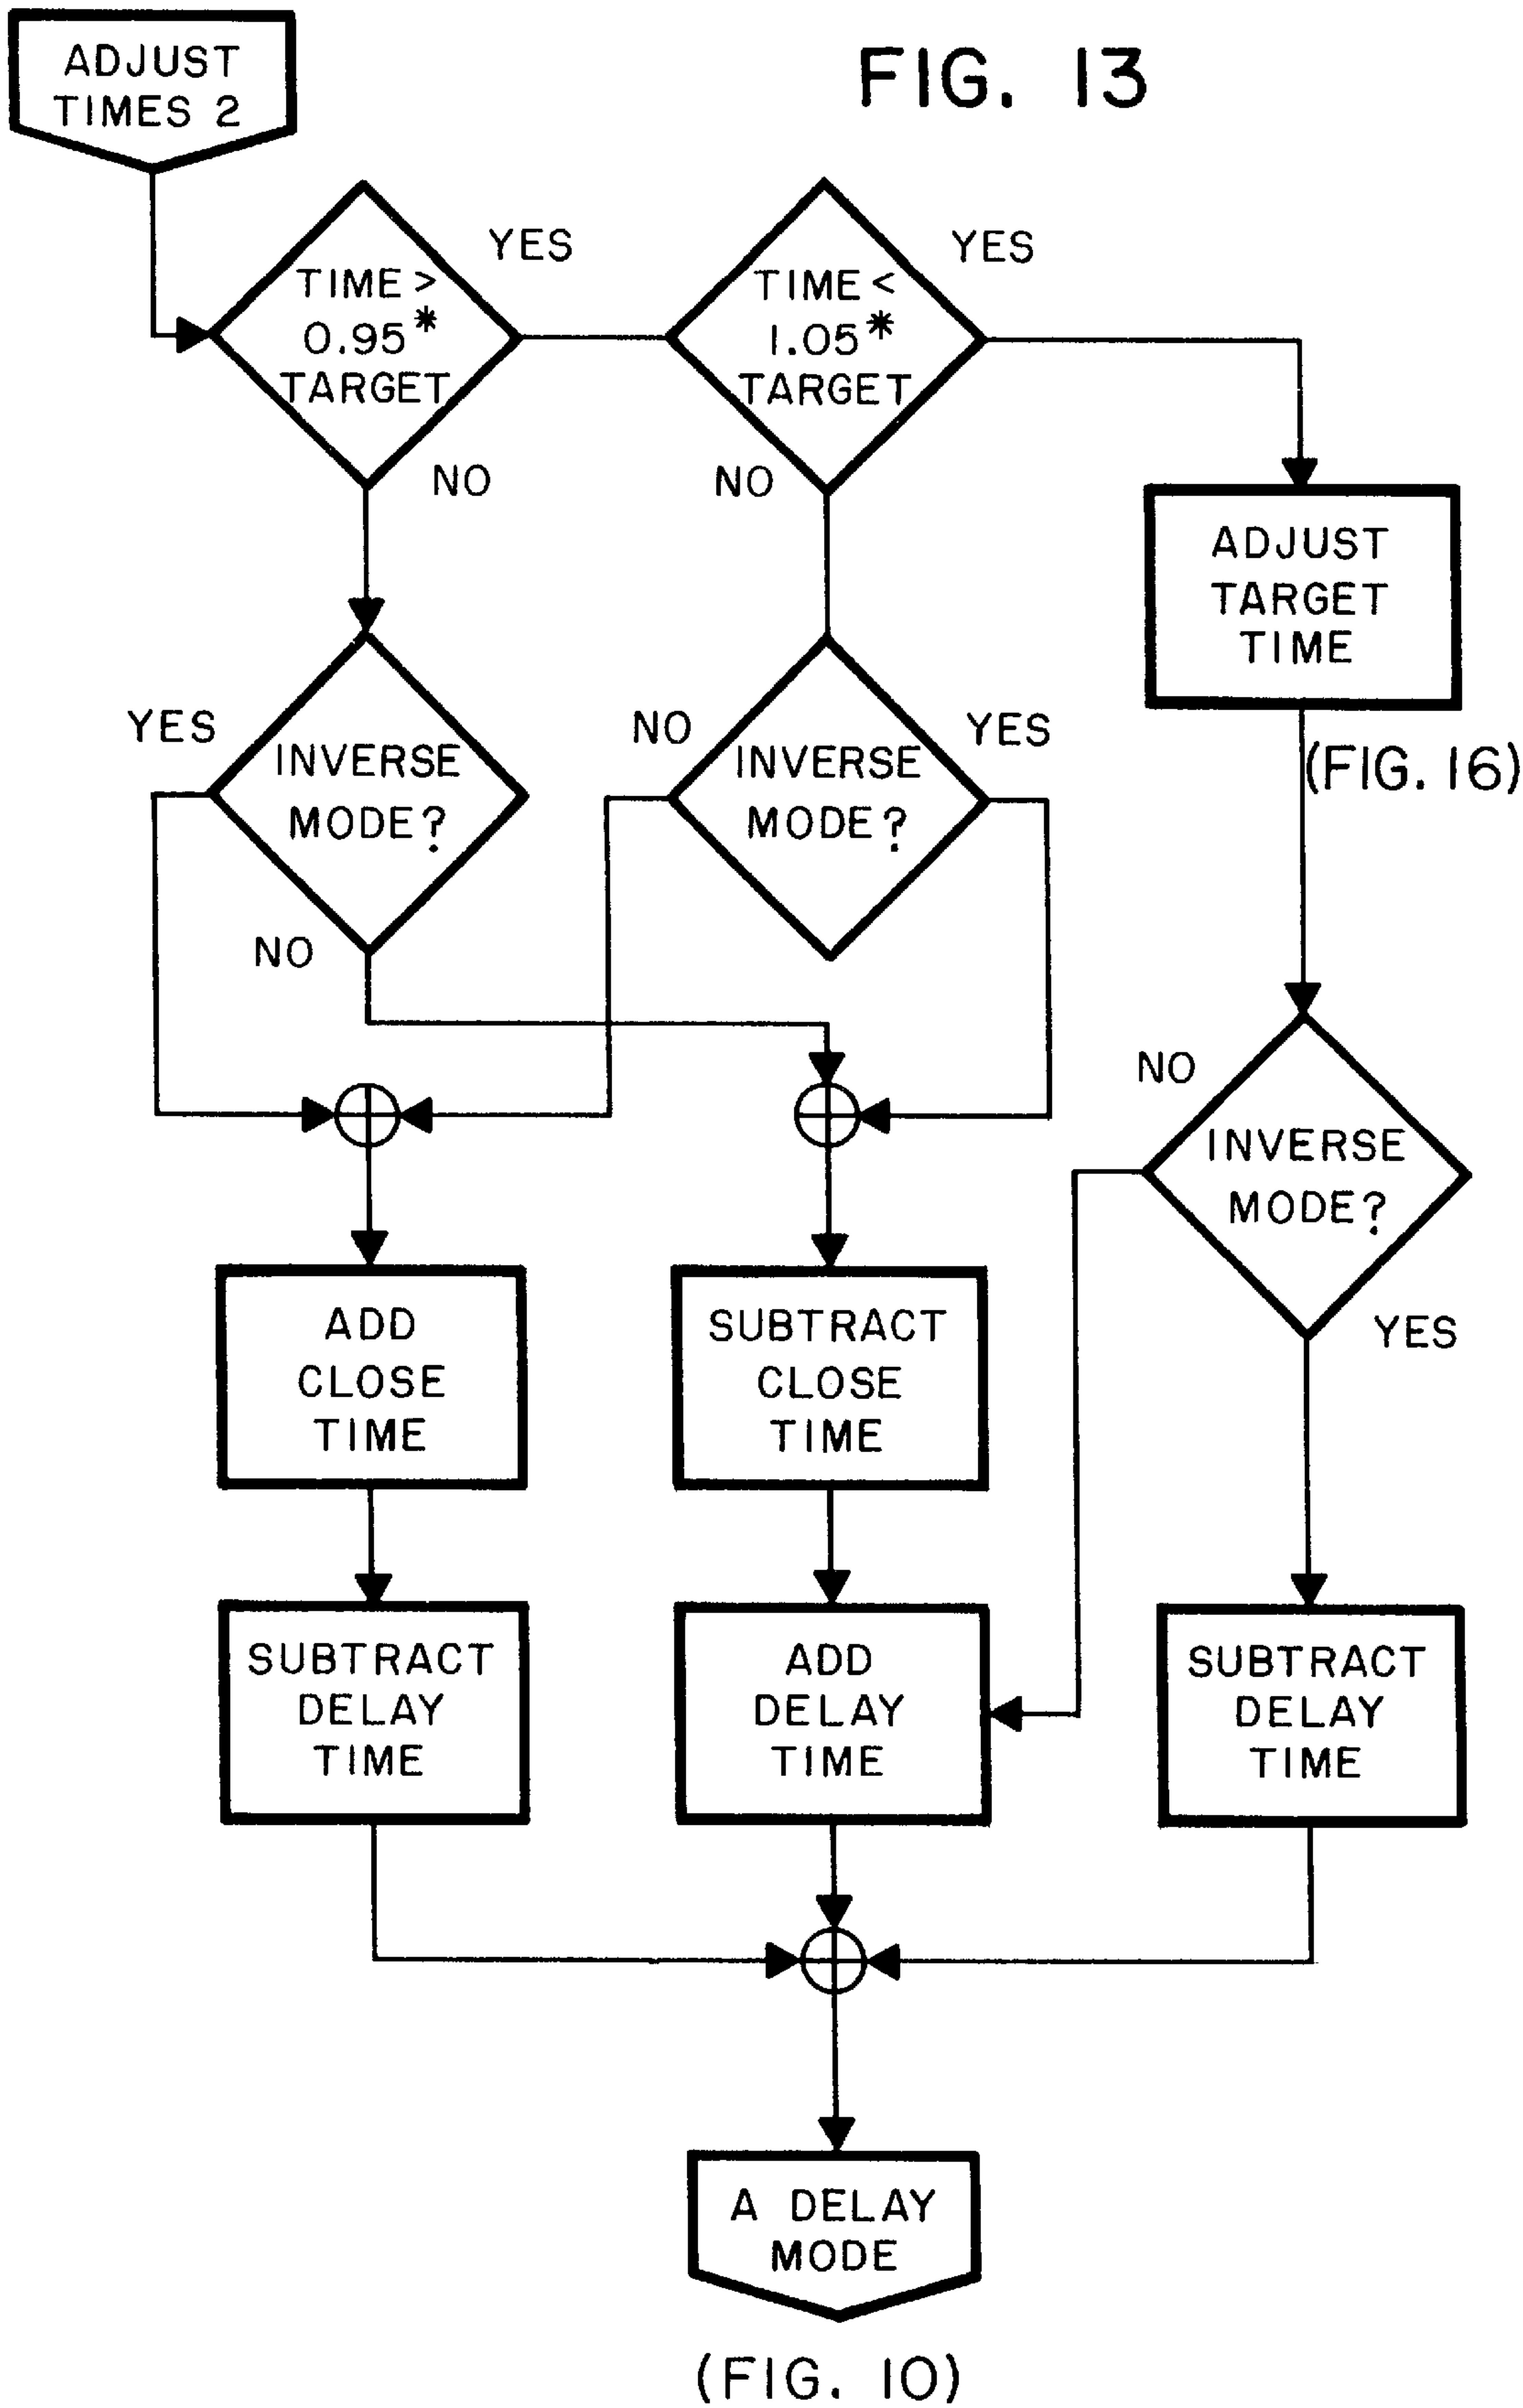 FIG. 13
ADJUST
TIMES 2
TIME >
0.95*
TARGET
YES
NO
TIME <
1.05*
TARGET
YES
NO
ADJUST
TARGET
TIME
(FIG. 16)
YES
INVERSE
MODE?
NO
NO
INVERSE
MODE?
YES
NO
INVERSE
MODE?
YES
ADD
CLOSE
TIME
SUBTRACT
CLOSE
TIME
SUBTRACT
DELAY
TIME
ADD
DELAY
TIME
SUBTRACT
DELAY
TIME
A DELAY
MODE
(FIG. 10)